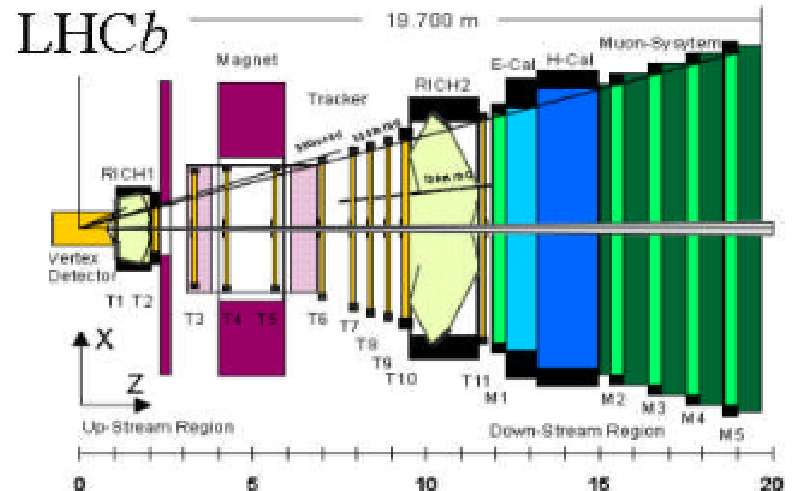 LHCb
19.700 m
Muon-Sysytem
Magnet
E-Cal H-Cal
RICH2
Tracker
RICH1
Vertex
Detector
T1 T2
T3 T4 T5 T6 T7
T8
T9
T10 T11
M1
M2
M3
M4
M5
X
Z
Up-Stream Region
Down-Stream Region
0 5 10 15 20